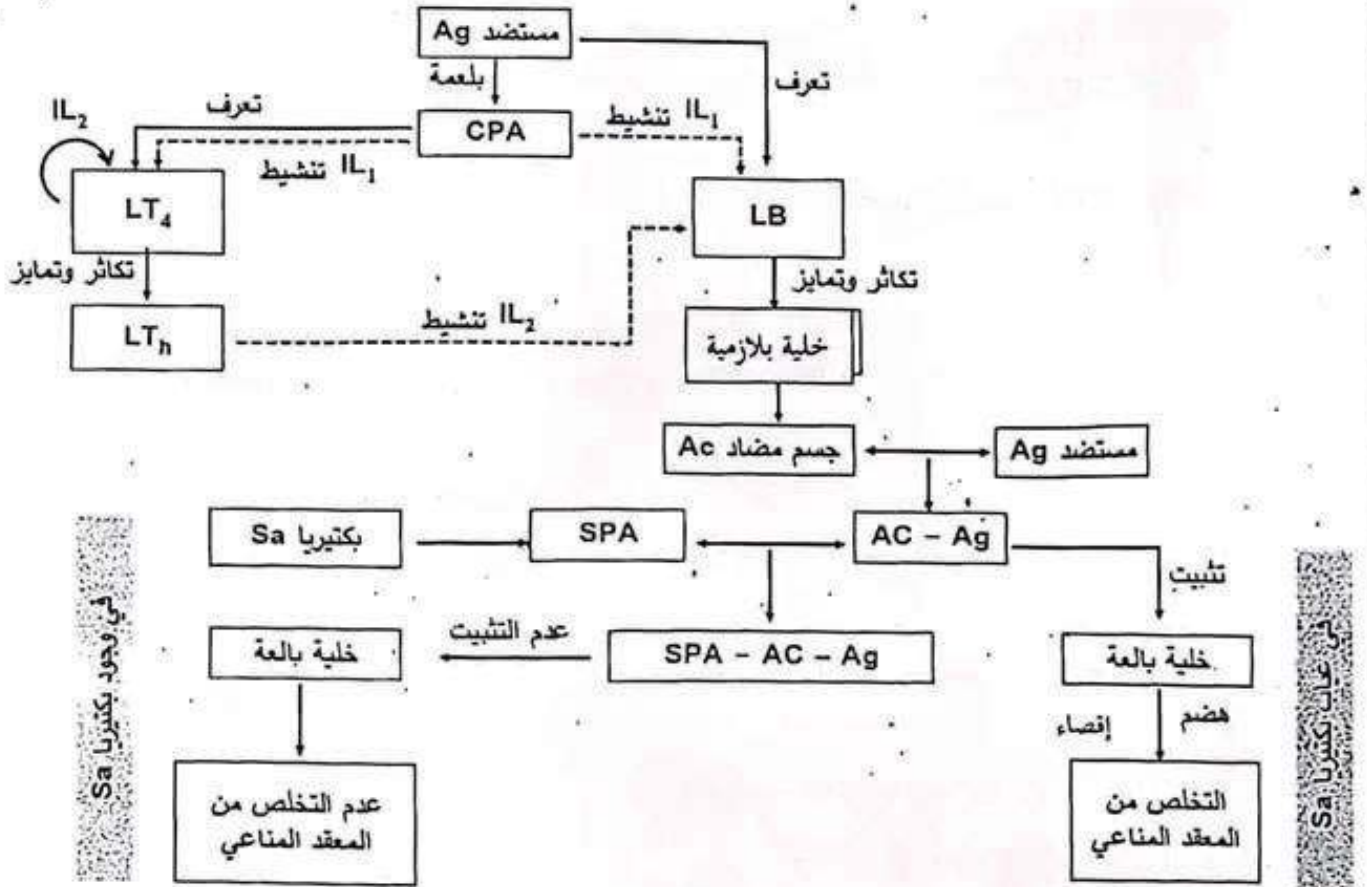 مستضد Ag
بلعمة
تعرف
تعرف
CPA
تنشيط IL₁
تنشيط IL₁
IL₂
LT₄
LB
تكاثر وتمايز
تكاثر وتمايز
LTₕ
تنشيط IL₂
خلية بلازمية
جسم مضاد Ac
مستضد Ag
بكتيريا Sa
SPA
AC – Ag
تثبيت
عدم التثبيت
خلية بالعة
SPA – AC – Ag
خلية بالعة
هضم
إقصاء
عدم التخلص من
المعقد المناعي
التخلص من
المعقد المناعي
في وجود بكتيريا Sa
في غياب بكتيريا Sa